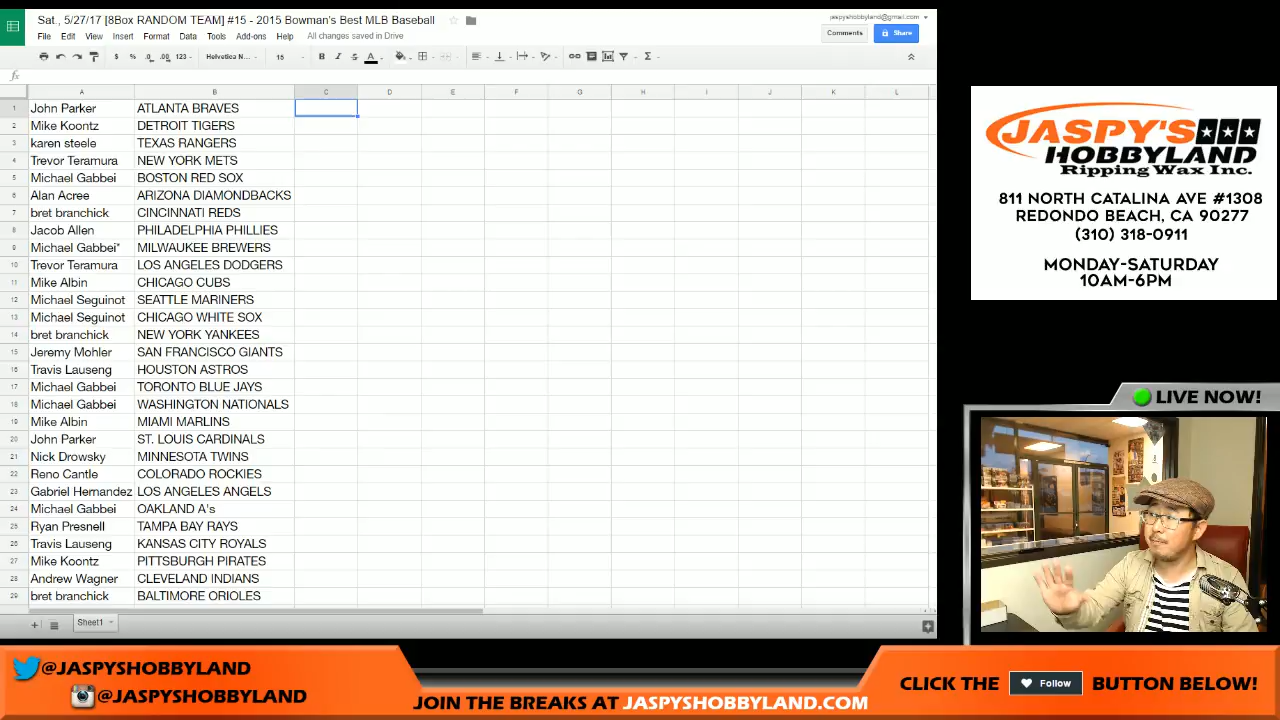 Sat., 5/27/17 [8Box RANDOM TEAM] #15 - 2015 Bowman's Best MLB Baseball
jaspyshobbyland@gmail.com
File Edit View Insert Format Data Tools Add-ons Help All changes saved in Drive
Comments
Share
$ % .0 .00 123 Helvetica N... 15 B I S A
fx
A B C D E F G H I J K L
1 John Parker ATLANTA BRAVES
2 Mike Koontz DETROIT TIGERS
3 karen steele TEXAS RANGERS
4 Trevor Teramura NEW YORK METS
5 Michael Gabbei BOSTON RED SOX
6 Alan Acree ARIZONA DIAMONDBACKS
7 bret branchick CINCINNATI REDS
8 Jacob Allen PHILADELPHIA PHILLIES
9 Michael Gabbei* MILWAUKEE BREWERS
10 Trevor Teramura LOS ANGELES DODGERS
11 Mike Albin CHICAGO CUBS
12 Michael Seguinot SEATTLE MARINERS
13 Michael Seguinot CHICAGO WHITE SOX
14 bret branchick NEW YORK YANKEES
15 Jeremy Mohler SAN FRANCISCO GIANTS
16 Travis Lauseng HOUSTON ASTROS
17 Michael Gabbei TORONTO BLUE JAYS
18 Michael Gabbei WASHINGTON NATIONALS
19 Mike Albin MIAMI MARLINS
20 John Parker ST. LOUIS CARDINALS
21 Nick Drowsky MINNESOTA TWINS
22 Reno Cantle COLORADO ROCKIES
23 Gabriel Hernandez LOS ANGELES ANGELS
24 Michael Gabbei OAKLAND A's
25 Ryan Presnell TAMPA BAY RAYS
26 Travis Lauseng KANSAS CITY ROYALS
27 Mike Koontz PITTSBURGH PIRATES
28 Andrew Wagner CLEVELAND INDIANS
29 bret branchick BALTIMORE ORIOLES
Sheet1
JASPY'S
HOBBYLAND
Ripping Wax Inc.
811 NORTH CATALINA AVE #1308
REDONDO BEACH, CA 90277
(310) 318-0911
MONDAY-SATURDAY
10AM-6PM
LIVE NOW!
@JASPYSHOBBYLAND
@JASPYSHOBBYLAND
JOIN THE BREAKS AT JASPYSHOBBYLAND.COM
CLICK THE Follow BUTTON BELOW!